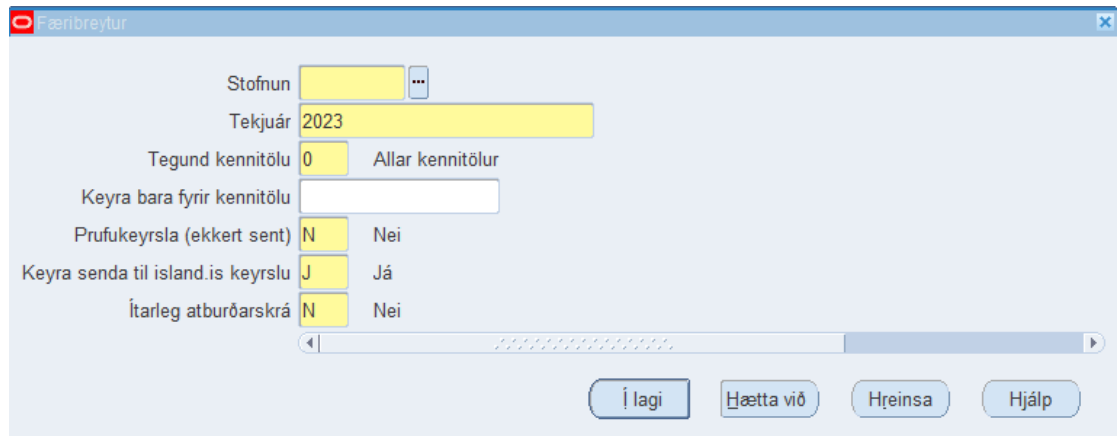 Færibreytur
Stofnun
Tekjuár 2023
Tegund kennitölu 0 Allar kennitölur
Keyra bara fyrir kennitölu
Prufukeyrsla (ekkert sent) N Nei
Keyra senda til island.is keyrslu J Já
Ítarleg atburðarskrá N Nei
Í lagi Hætta við Hreinsa Hjálp